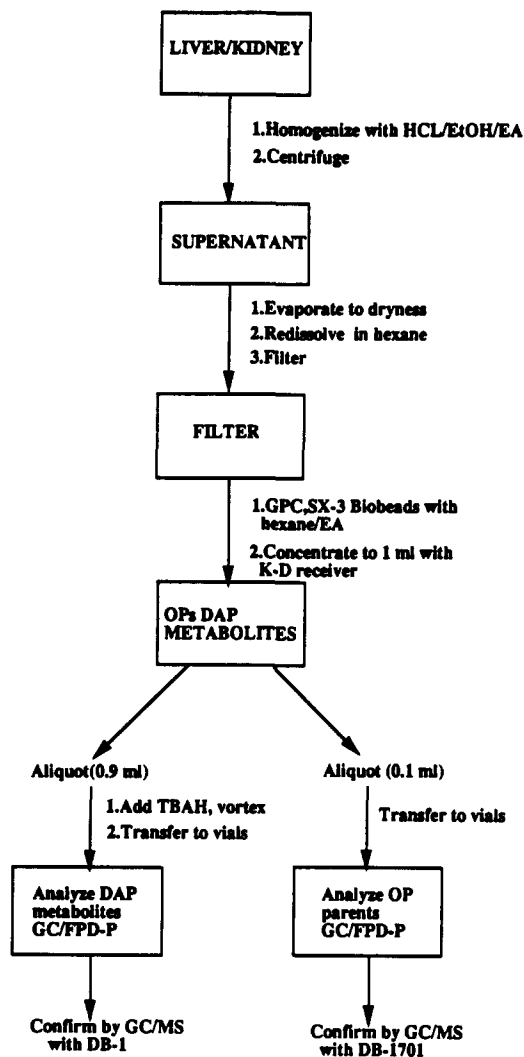 LIVER/KIDNEY
1.Homogenize with HCL/EtOH/EA
2.Centrifuge
SUPERNATANT
1.Evaporate to dryness
2.Redissolve in hexane
3.Filter
FILTER
1.GPC,SX-3 Biobeads with
hexane/EA
2.Concentrate to 1 ml with
K-D receiver
OPs DAP
METABOLITES
Aliquot(0.9 ml)
1.Add TBAH, vortex
2.Transfer to vials
Analyze DAP
metabolites
GC/FPD-P
Confirm by GC/MS
with DB-1
Aliquot (0.1 ml)
Transfer to vials
Analyze OP
parents
GC/FPD-P
Confirm by GC/MS
with DB-1701